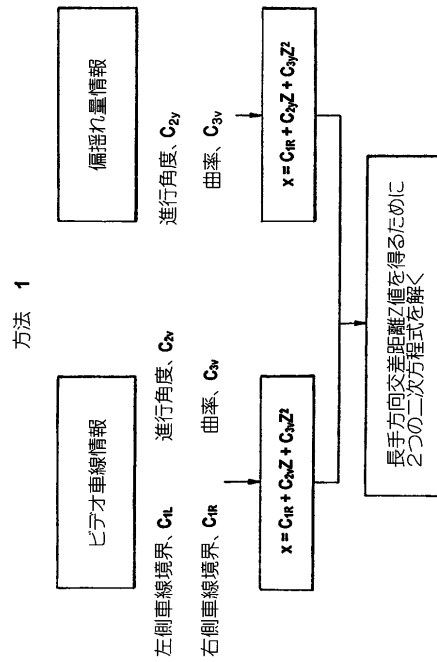 方法 1
ビデオ車線情報
左側車線境界、C1L
進行角度、C2v
右側車線境界、C1R
曲率、C3v
x = C1R + C2vZ + C3vZ²
偏揺れ量情報
進行角度、C2y
曲率、C3v
x = C1R + C2yZ + C3yZ²
長手方向交差距離Z値を得るために
2つの二次方程式を解く